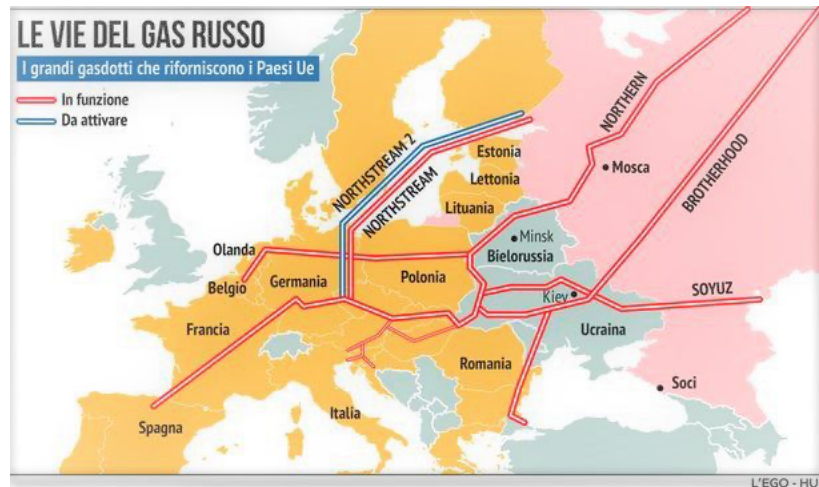 LE VIE DEL GAS RUSSO
I grandi gasdotti che riforniscono i Paesi Ue
In funzione
Da attivare
NORTHSTREAM 2
NORTHSTREAM
NORTHERN
BROTHERHOOD
Estonia
Lettonia
Mosca
Lituania
Minsk
Olanda
Bielorussia
Belgio
Germania
Polonia
Kiev
SOYUZ
Francia
Ucraina
Romania
Soci
Italia
Spagna
L'EGO - HU